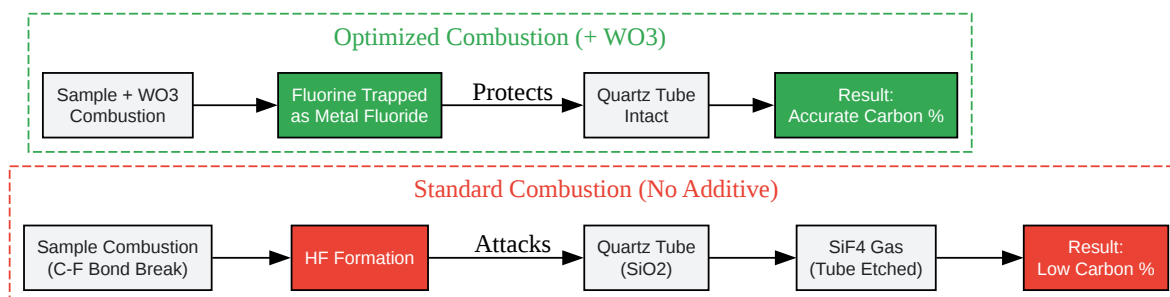 Optimized Combustion (+ WO3)
Sample + WO3
Combustion
Fluorine Trapped
as Metal Fluoride
Protects
Quartz Tube
Intact
Result:
Accurate Carbon %
Standard Combustion (No Additive)
Sample Combustion
(C-F Bond Break)
HF Formation
Attacks
Quartz Tube
(SiO2)
SiF4 Gas
(Tube Etched)
Result:
Low Carbon %